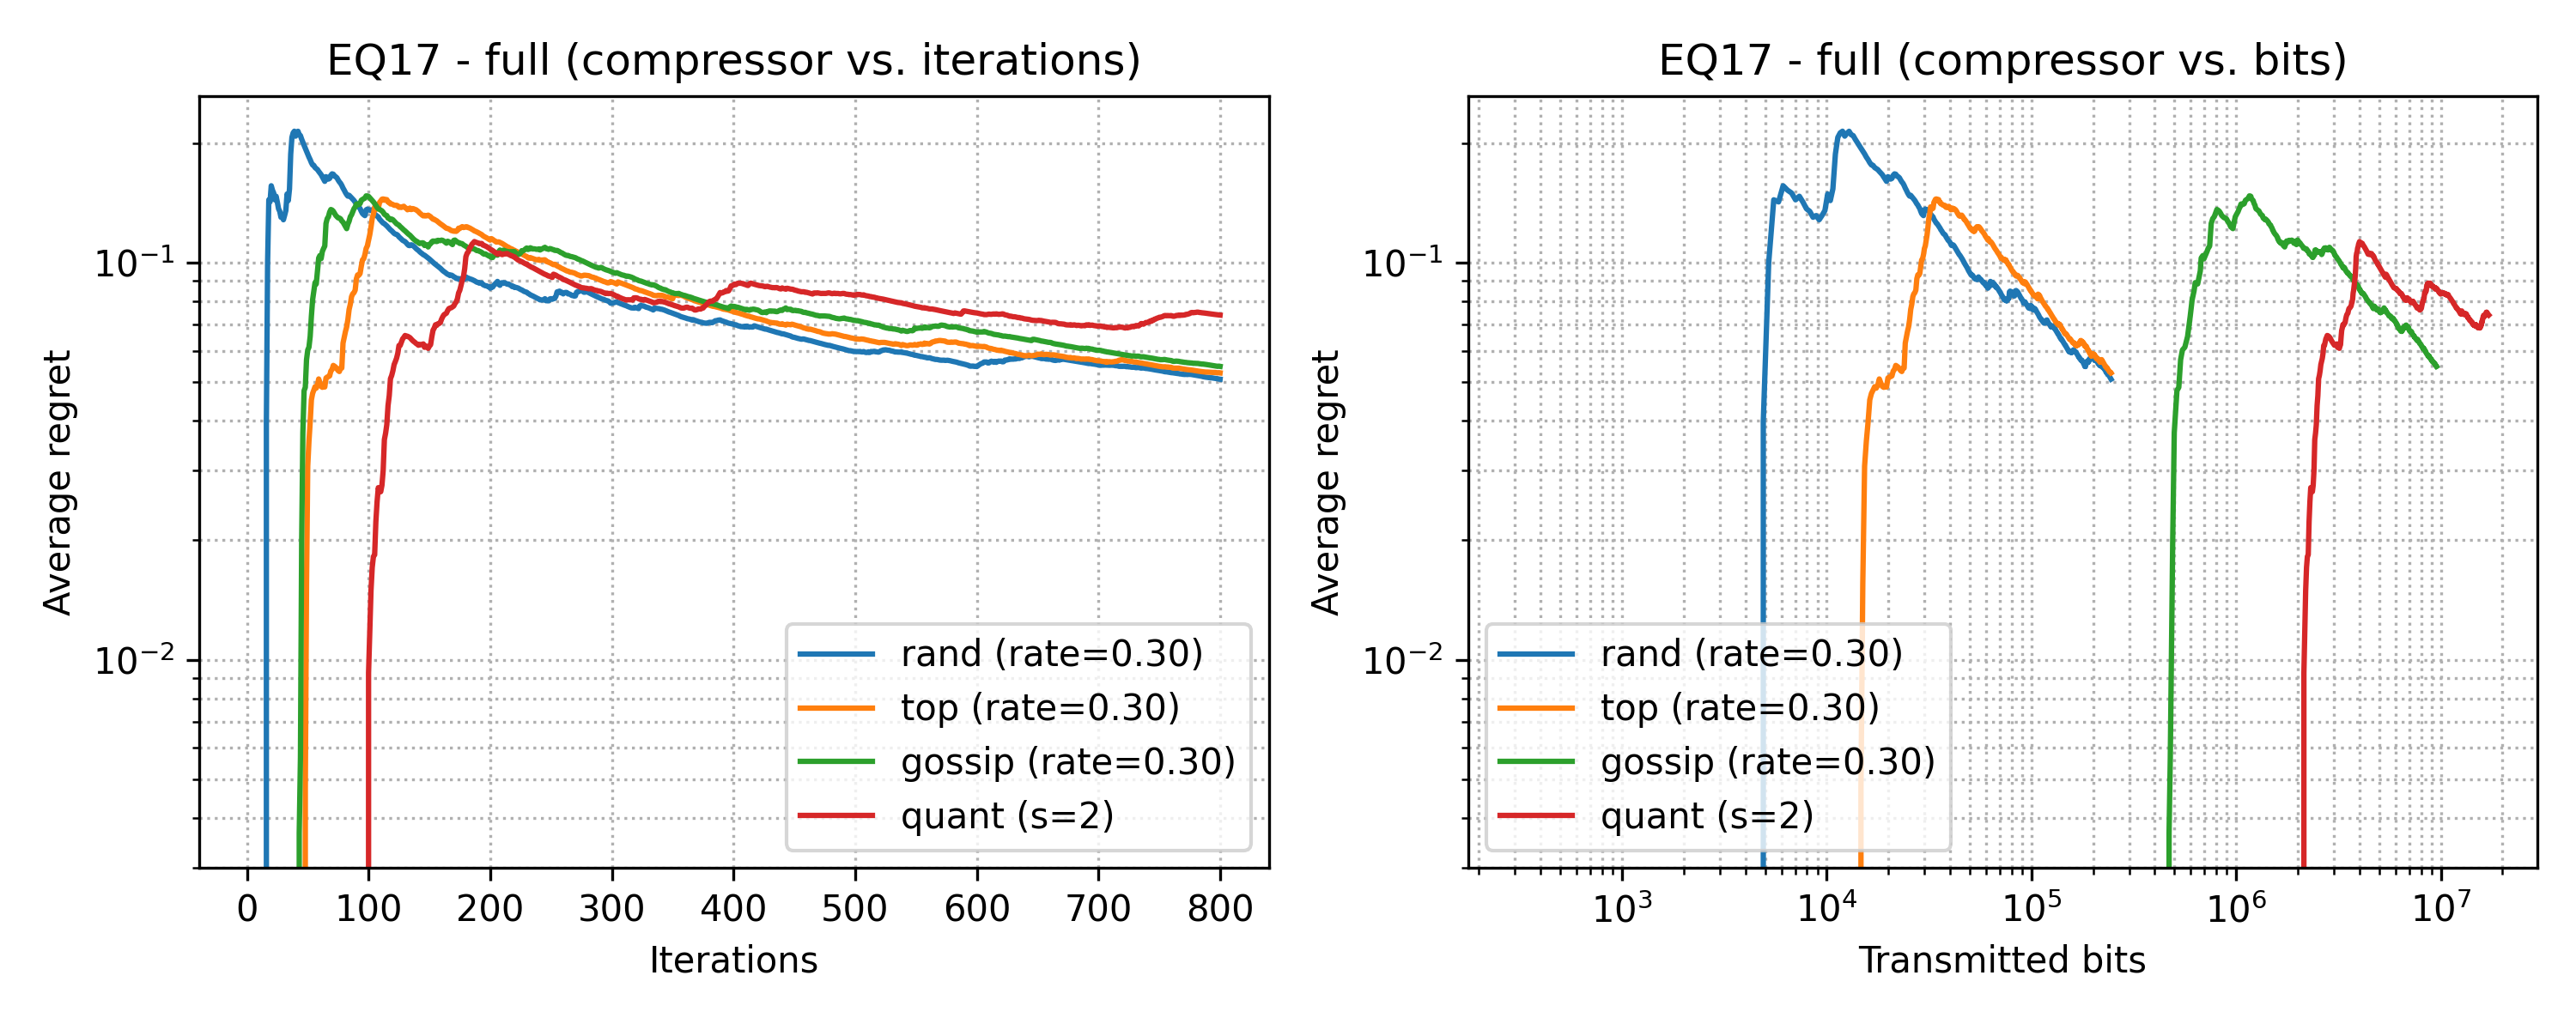 EQ17 - full (compressor vs. iterations)
Average regret
10⁻¹
10⁻²
0 100 200 300 400 500 600 700 800
Iterations
rand (rate=0.30)
top (rate=0.30)
gossip (rate=0.30)
quant (s=2)
EQ17 - full (compressor vs. bits)
Average regret
10⁻¹
10⁻²
10³ 10⁴ 10⁵ 10⁶ 10⁷
Transmitted bits
rand (rate=0.30)
top (rate=0.30)
gossip (rate=0.30)
quant (s=2)